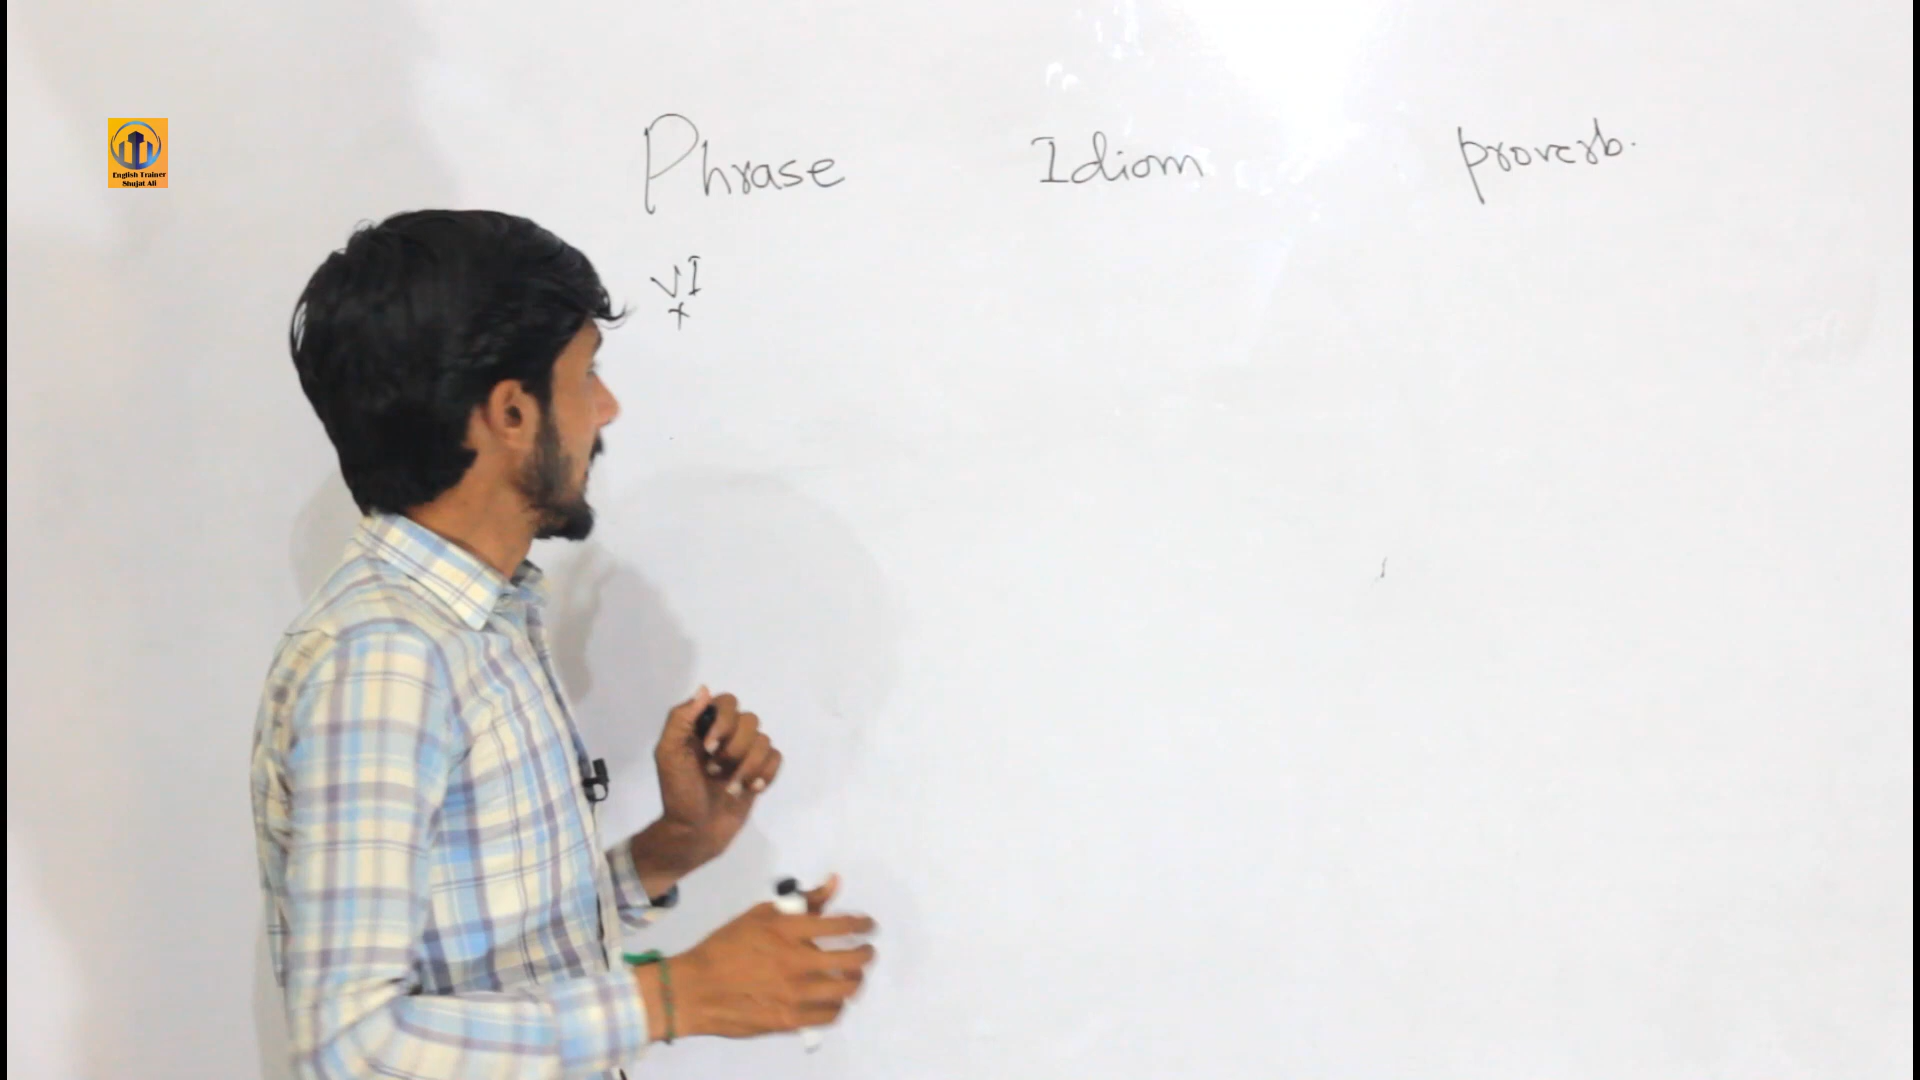 English Trainer
Shujat Ali
Phrase Idiom proverb.
VI
x